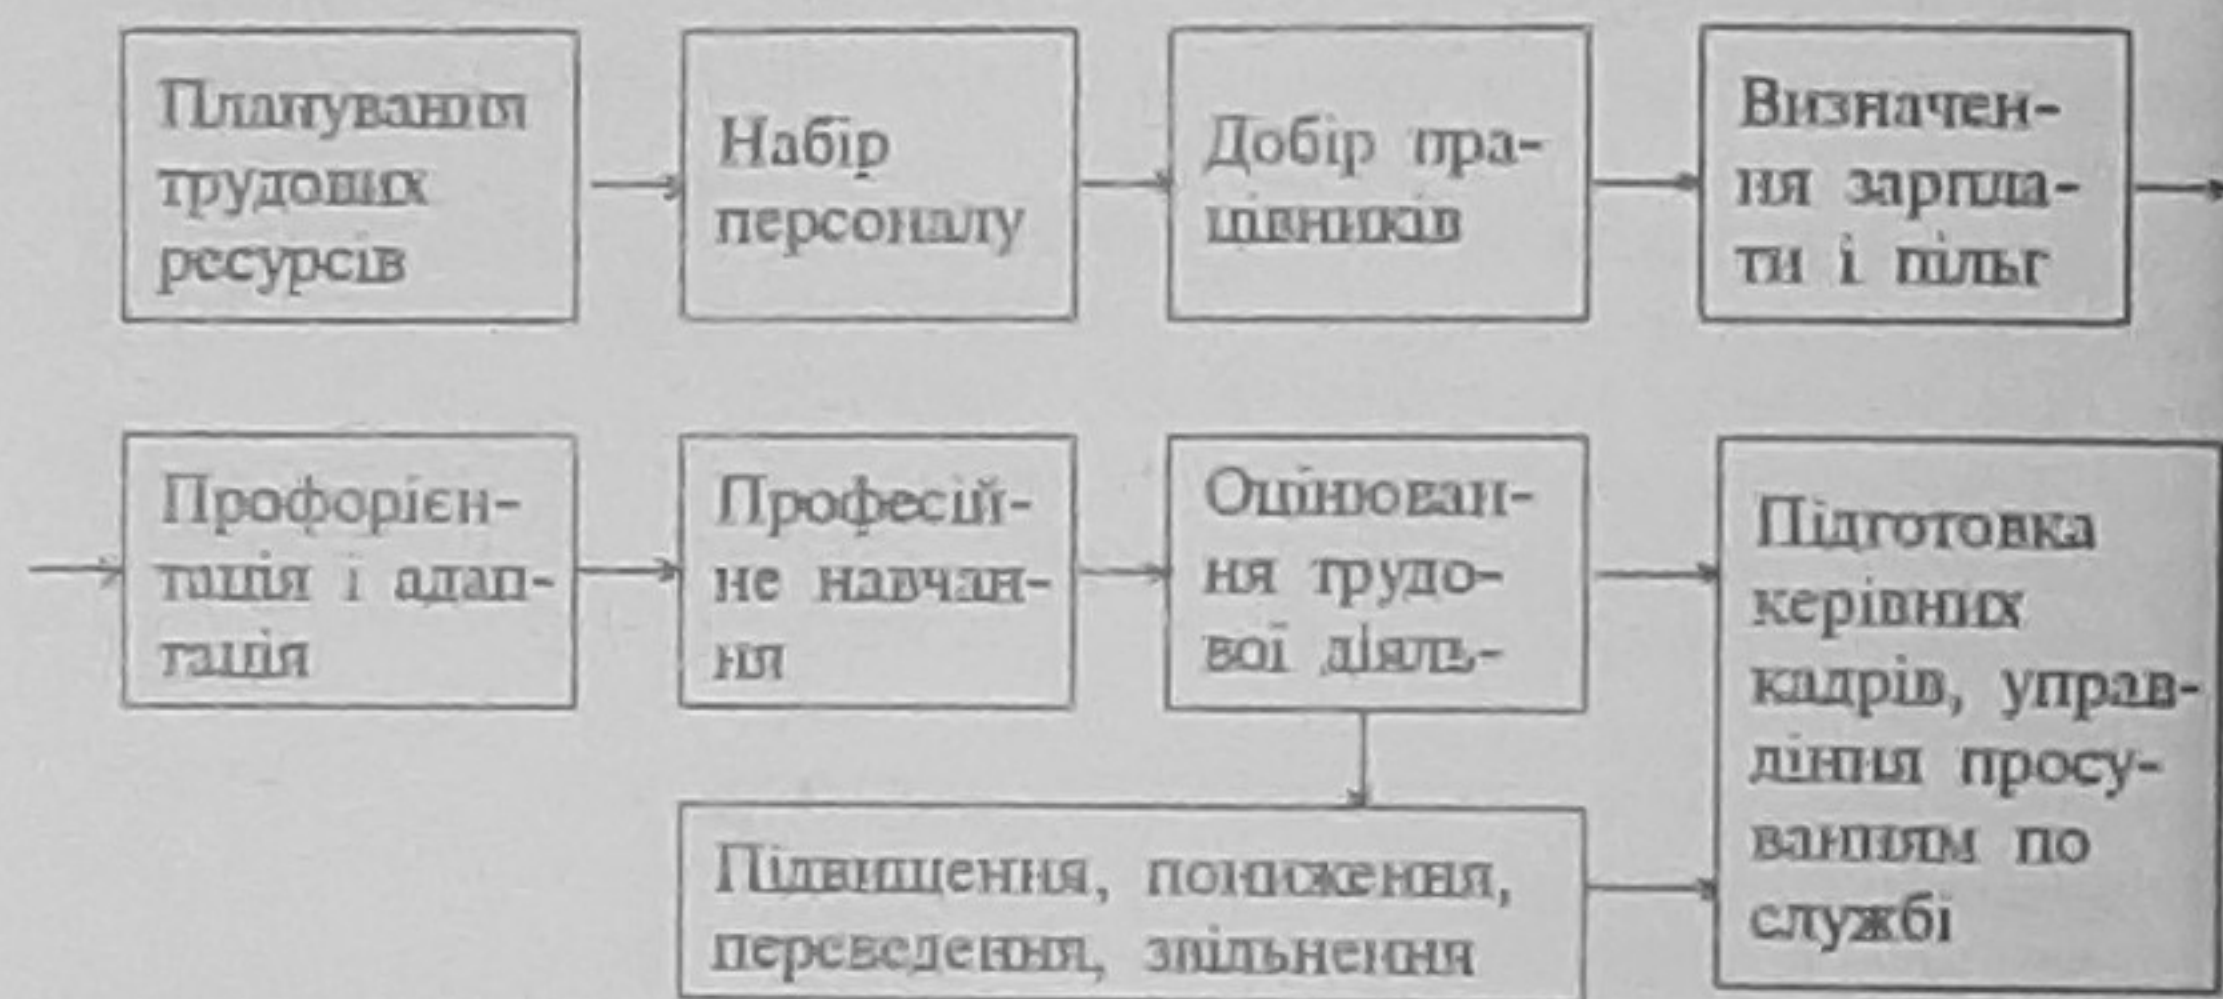 Планування
трудових
ресурсів
Набір
персоналу
Добір пра-
цівників
Визначен-
ня зарпла-
ти і пільг
Профорієн-
тація і адап-
тація
Професій-
не навчан-
ня
Оцінюван-
ня трудо-
вої діяль-
Підготовка
керівних
кадрів, управ-
ління просу-
ванням по
службі
Підвищення, пониження,
переведення, звільнення